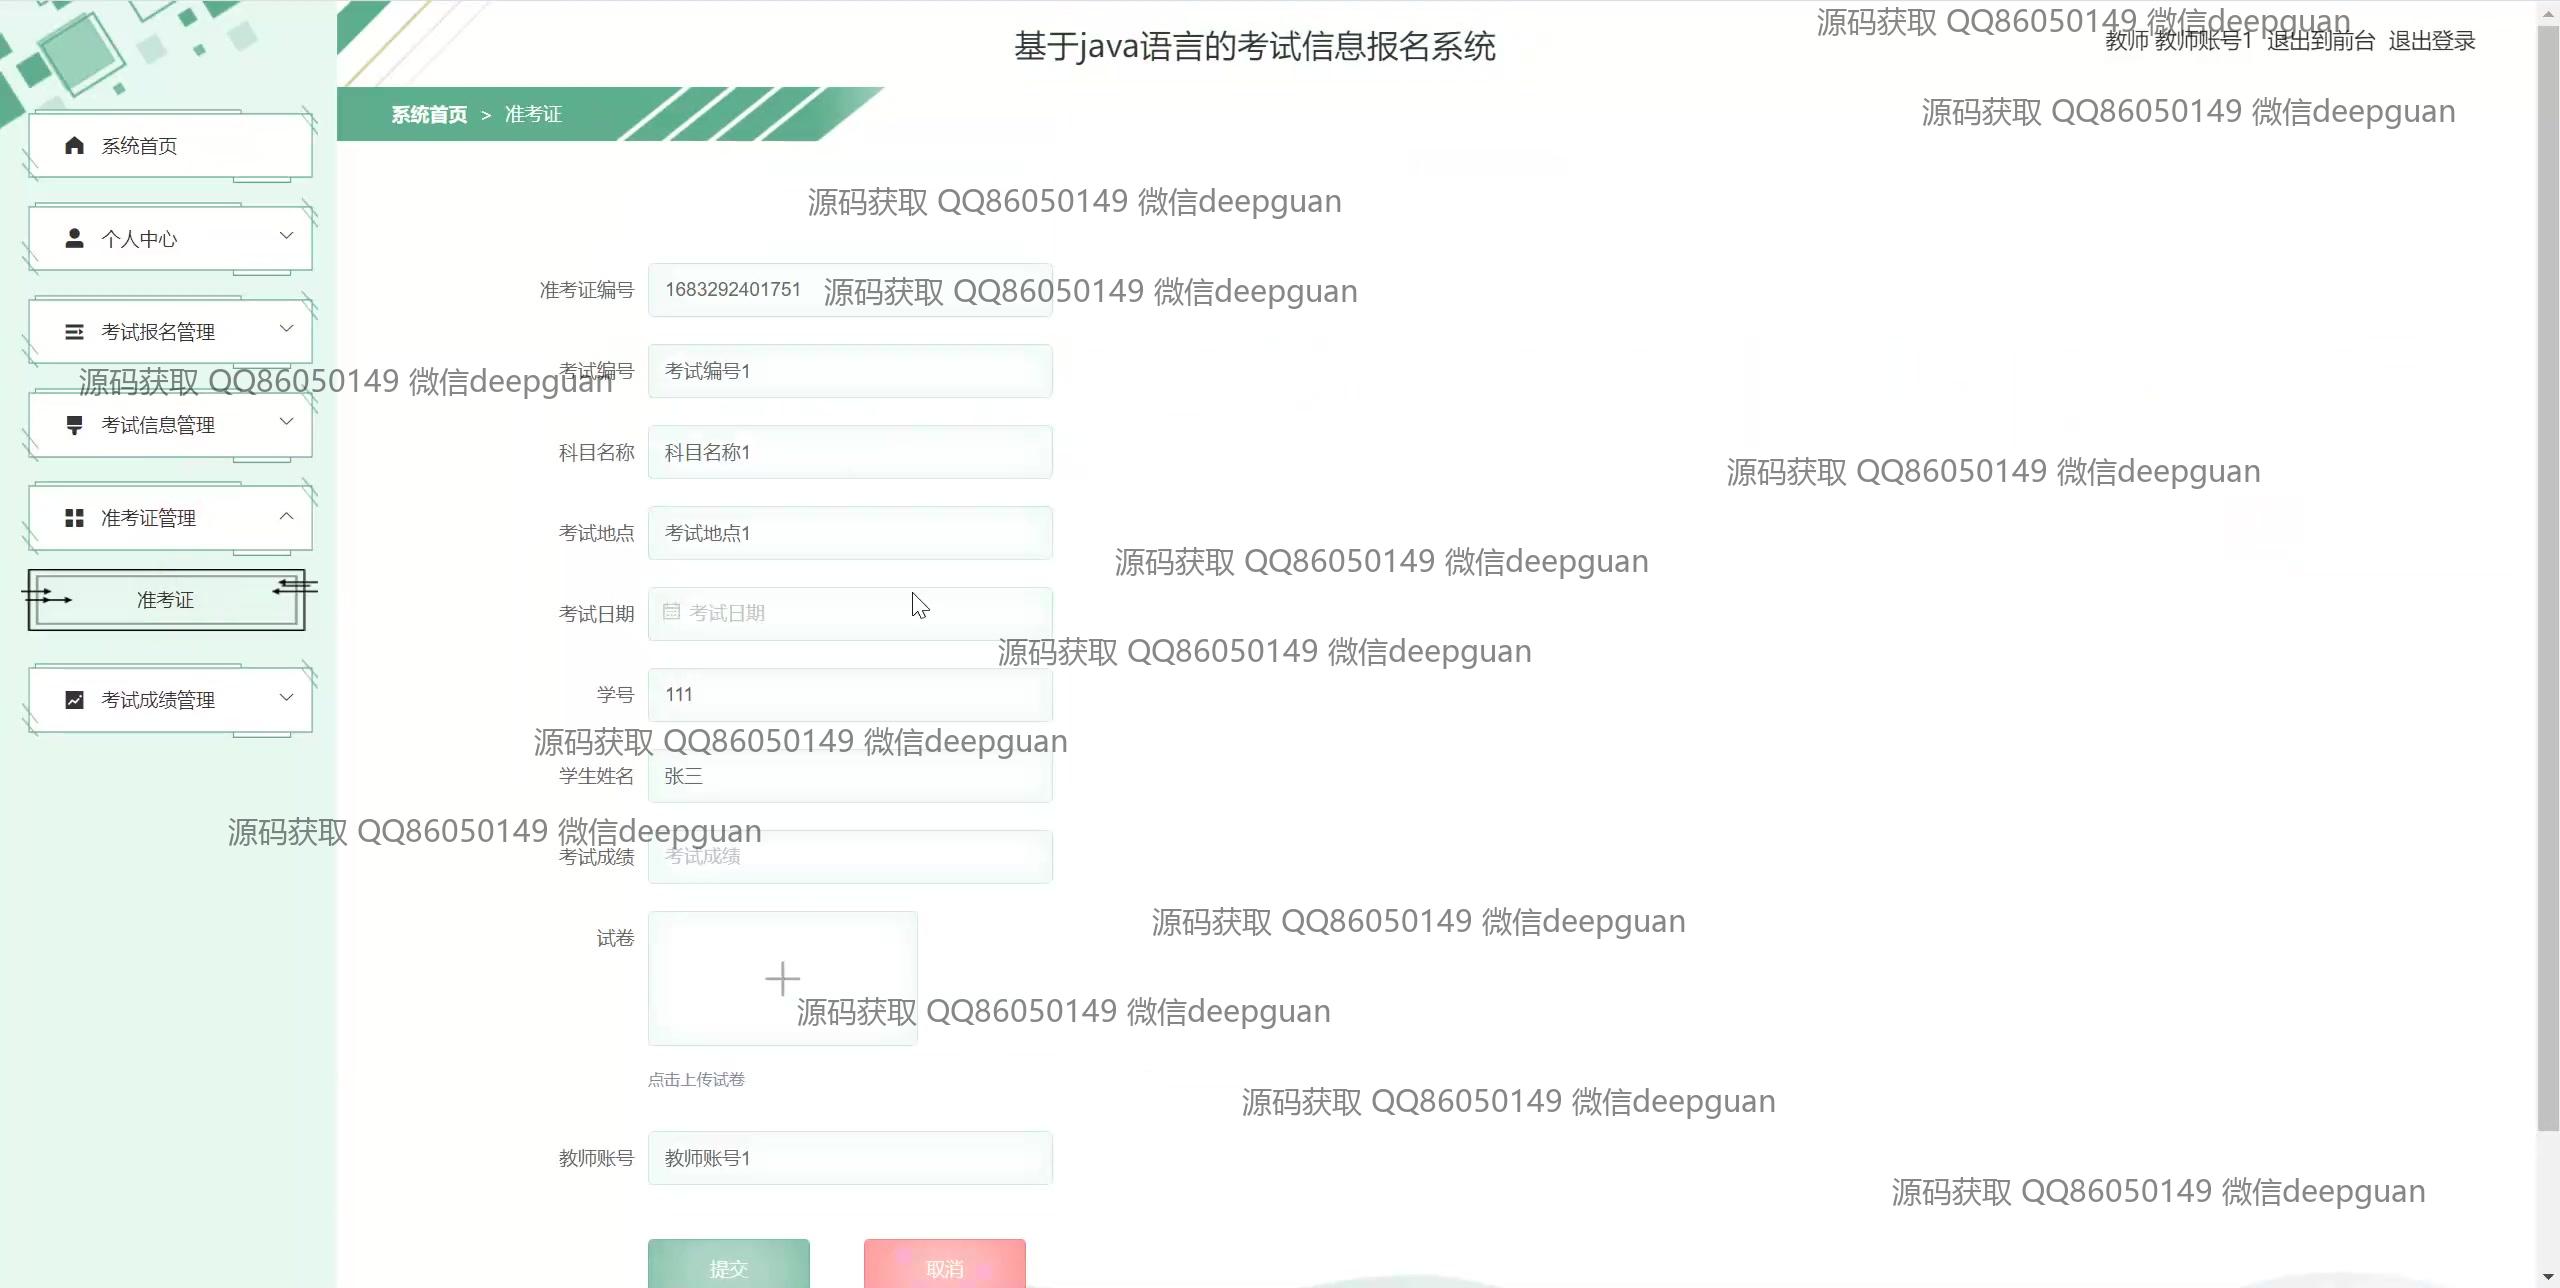 基于java语言的考试信息报名系统
源码获取 QQ86050149 微信deepguan
教师 教师账号1 退出到前台 退出登录
系统首页 > 准考证
源码获取 QQ86050149 微信deepguan
系统首页
源码获取 QQ86050149 微信deepguan
个人中心
准考证编号 1683292401751
源码获取 QQ86050149 微信deepguan
考试报名管理
考试编号 考试编号1
源码获取 QQ86050149 微信deepguan
考试信息管理
科目名称 科目名称1
源码获取 QQ86050149 微信deepguan
准考证管理
考试地点 考试地点1
源码获取 QQ86050149 微信deepguan
准考证
考试日期 考试日期
源码获取 QQ86050149 微信deepguan
考试成绩管理
学号 111
源码获取 QQ86050149 微信deepguan
学生姓名 张三
源码获取 QQ86050149 微信deepguan
考试成绩 考试成绩
源码获取 QQ86050149 微信deepguan
试卷
源码获取 QQ86050149 微信deepguan
点击上传试卷
源码获取 QQ86050149 微信deepguan
教师账号 教师账号1
源码获取 QQ86050149 微信deepguan
提交 取消